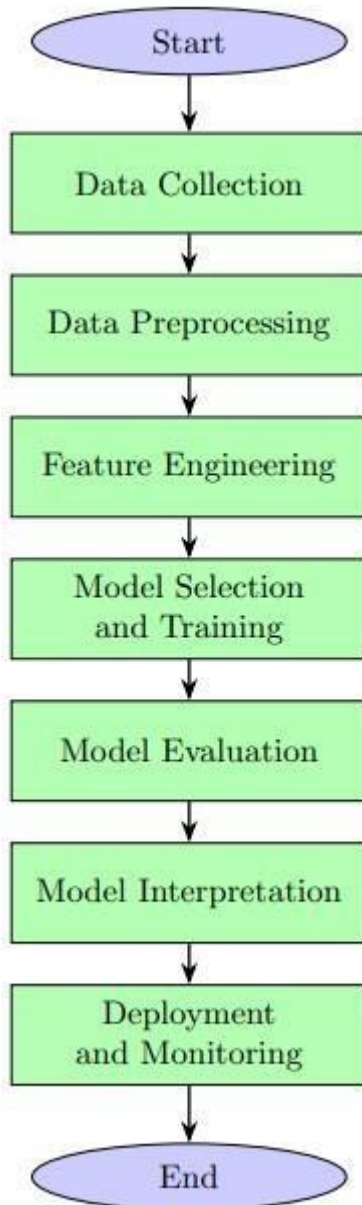 Start
Data Collection
Data Preprocessing
Feature Engineering
Model Selection
and Training
Model Evaluation
Model Interpretation
Deployment
and Monitoring
End